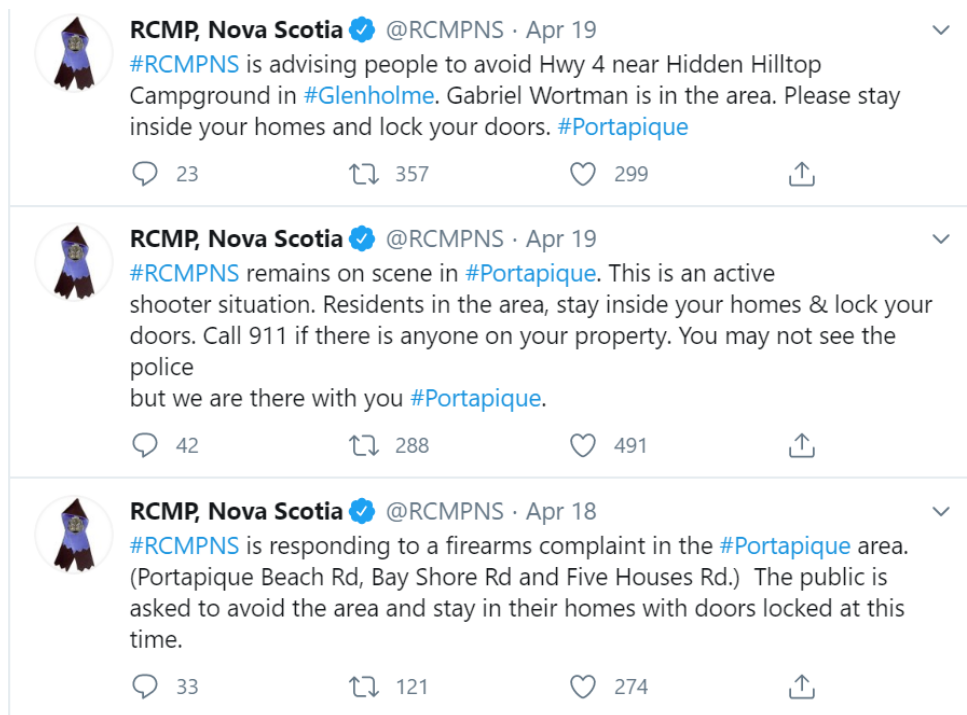 RCMP, Nova Scotia @RCMPNS · Apr 19
#RCMPNS is advising people to avoid Hwy 4 near Hidden Hilltop
Campground in #Glenholme. Gabriel Wortman is in the area. Please stay
inside your homes and lock your doors. #Portapique
23 357 299
RCMP, Nova Scotia @RCMPNS · Apr 19
#RCMPNS remains on scene in #Portapique. This is an active
shooter situation. Residents in the area, stay inside your homes & lock your
doors. Call 911 if there is anyone on your property. You may not see the
police
but we are there with you #Portapique.
42 288 491
RCMP, Nova Scotia @RCMPNS · Apr 18
#RCMPNS is responding to a firearms complaint in the #Portapique area.
(Portapique Beach Rd, Bay Shore Rd and Five Houses Rd.)  The public is
asked to avoid the area and stay in their homes with doors locked at this
time.
33 121 274